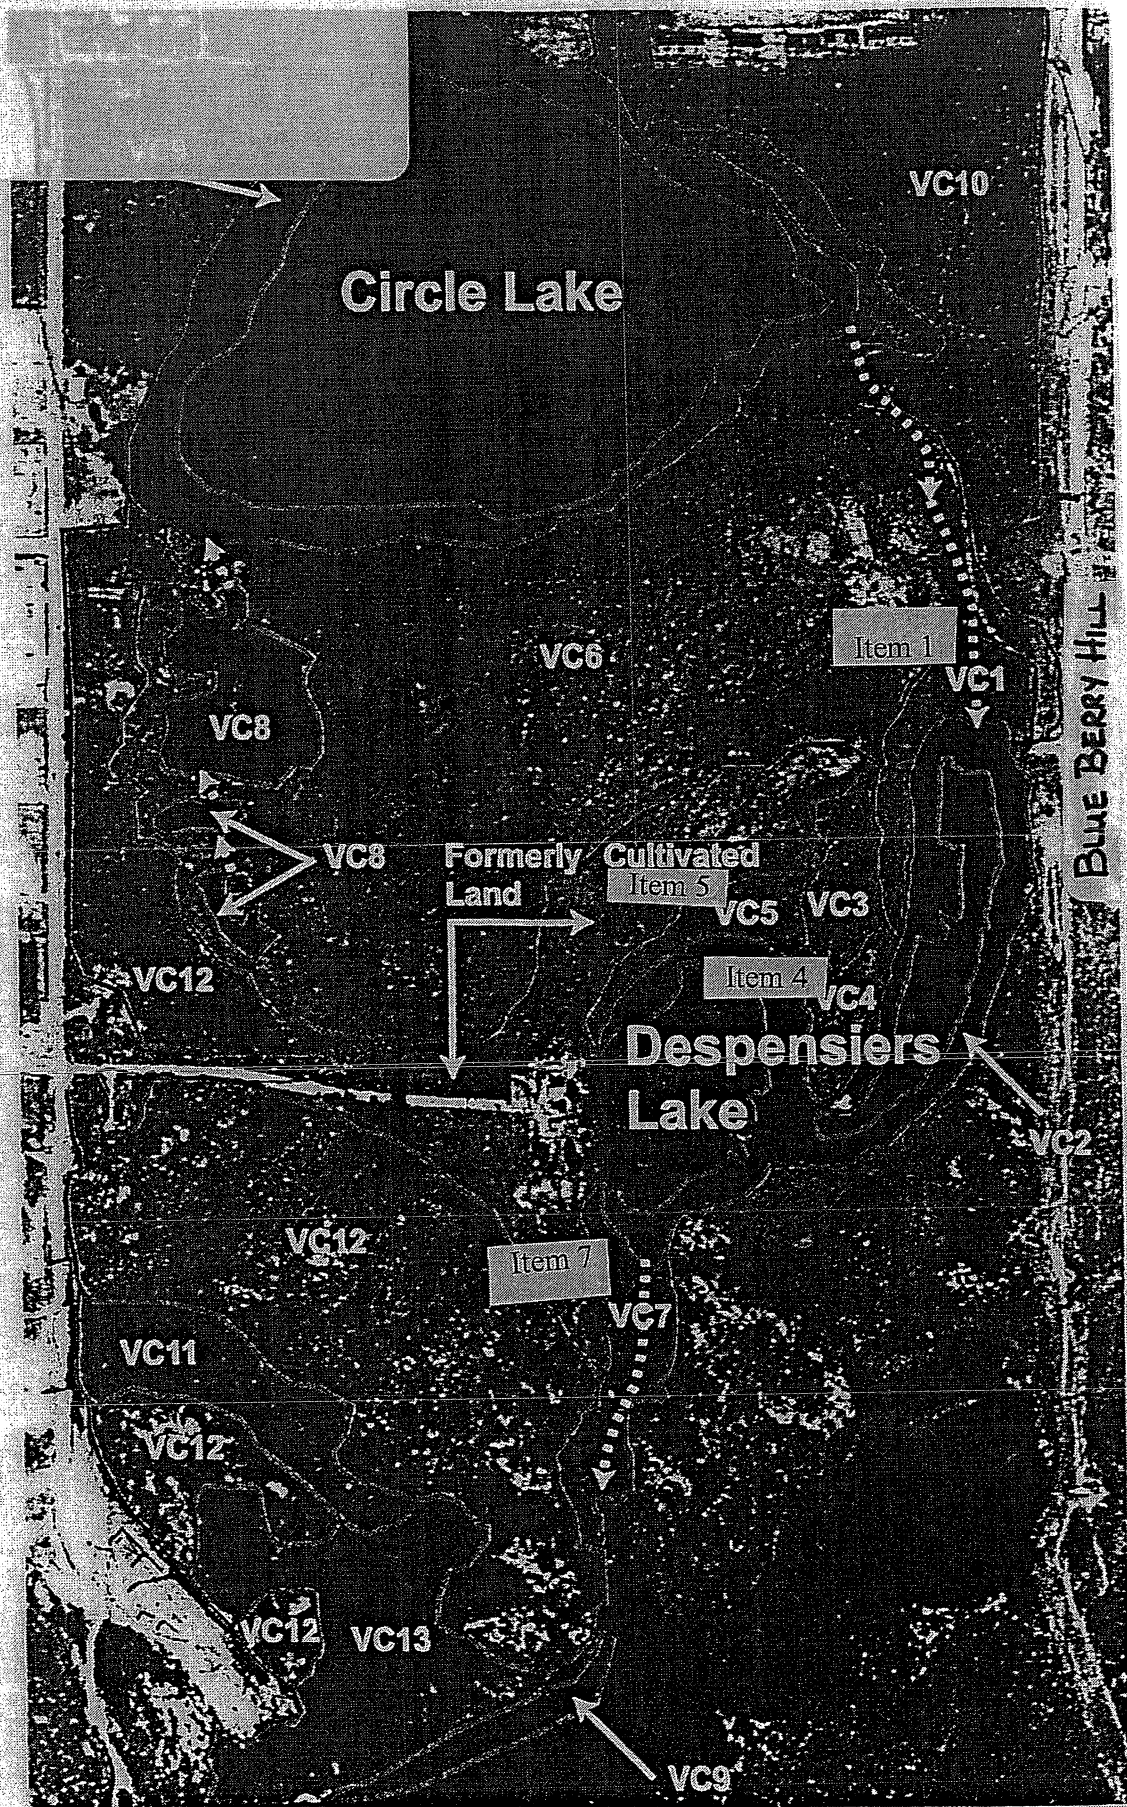 VC10
Circle Lake
Item 1
VC6
VC1
VC8
BLUE BERRY HILL
VC8
Formerly Cultivated
Land
Item 5
VC5
VC3
VC12
Item 4
VC4
Despensiers
Lake
VC2
VC12
Item 7
VC7
VC11
VC12
VC12
VC13
VC9